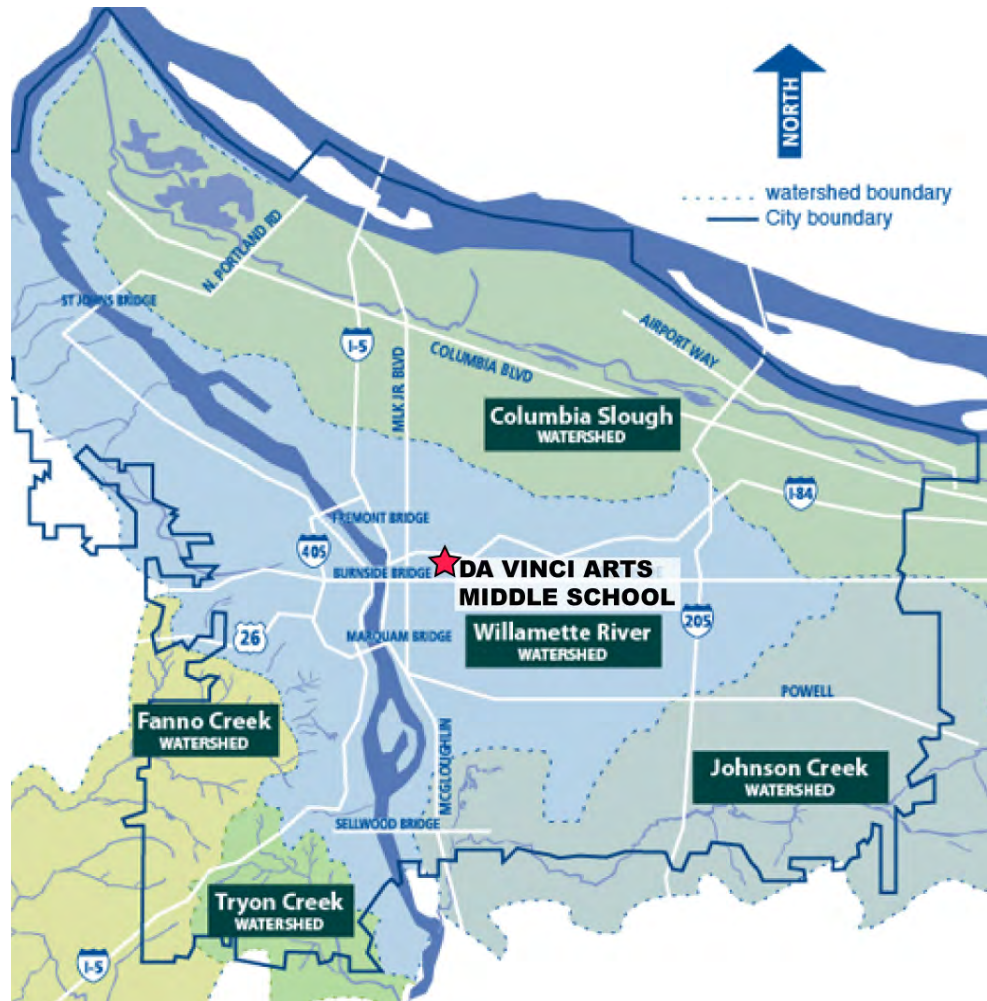 NORTH
watershed boundary
City boundary
N. PORTLAND RD
ST JOHNS BRIDGE
I-5
MLK JR. BLVD
COLUMBIA BLVD
AIRPORT WAY
Columbia Slough
WATERSHED
I-84
FREMONT BRIDGE
405
BURNSIDE BRIDGE
DA VINCI ARTS
MIDDLE SCHOOL
Willamette River
WATERSHED
205
26
MARQUAM BRIDGE
POWELL
Fanno Creek
WATERSHED
MCGLOUGHLIN
Johnson Creek
WATERSHED
SELLWOOD BRIDGE
Tryon Creek
WATERSHED
I-5